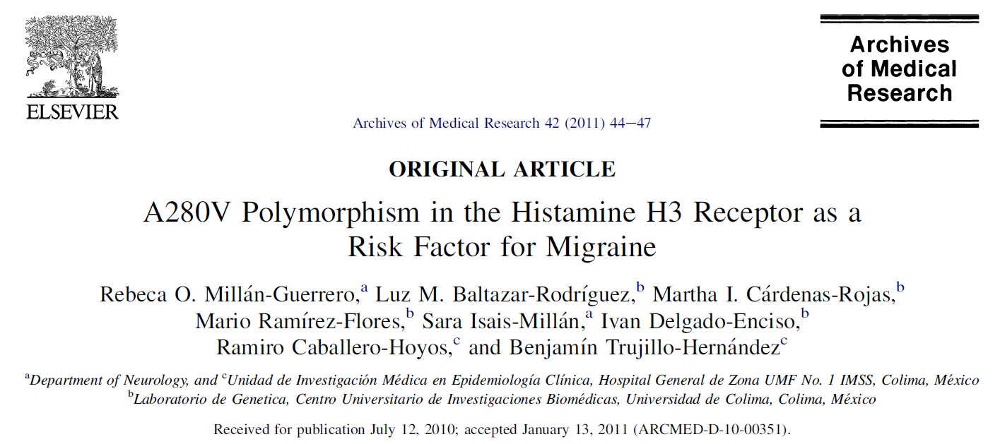 ELSEVIER
Archives
of Medical
Research
Archives of Medical Research 42 (2011) 44–47
ORIGINAL ARTICLE
A280V Polymorphism in the Histamine H3 Receptor as a
Risk Factor for Migraine
Rebeca O. Millán-Guerrero,a Luz M. Baltazar-Rodríguez,b Martha I. Cárdenas-Rojas,b
Mario Ramírez-Flores,b Sara Isais-Millán,a Ivan Delgado-Enciso,b
Ramiro Caballero-Hoyos,c and Benjamín Trujillo-Hernándezc
aDepartment of Neurology, and cUnidad de Investigación Médica en Epidemiología Clínica, Hospital General de Zona UMF No. 1 IMSS, Colima, México
bLaboratorio de Genetica, Centro Universitario de Investigaciones Biomédicas, Universidad de Colima, Colima, México
Received for publication July 12, 2010; accepted January 13, 2011 (ARCMED-D-10-00351).